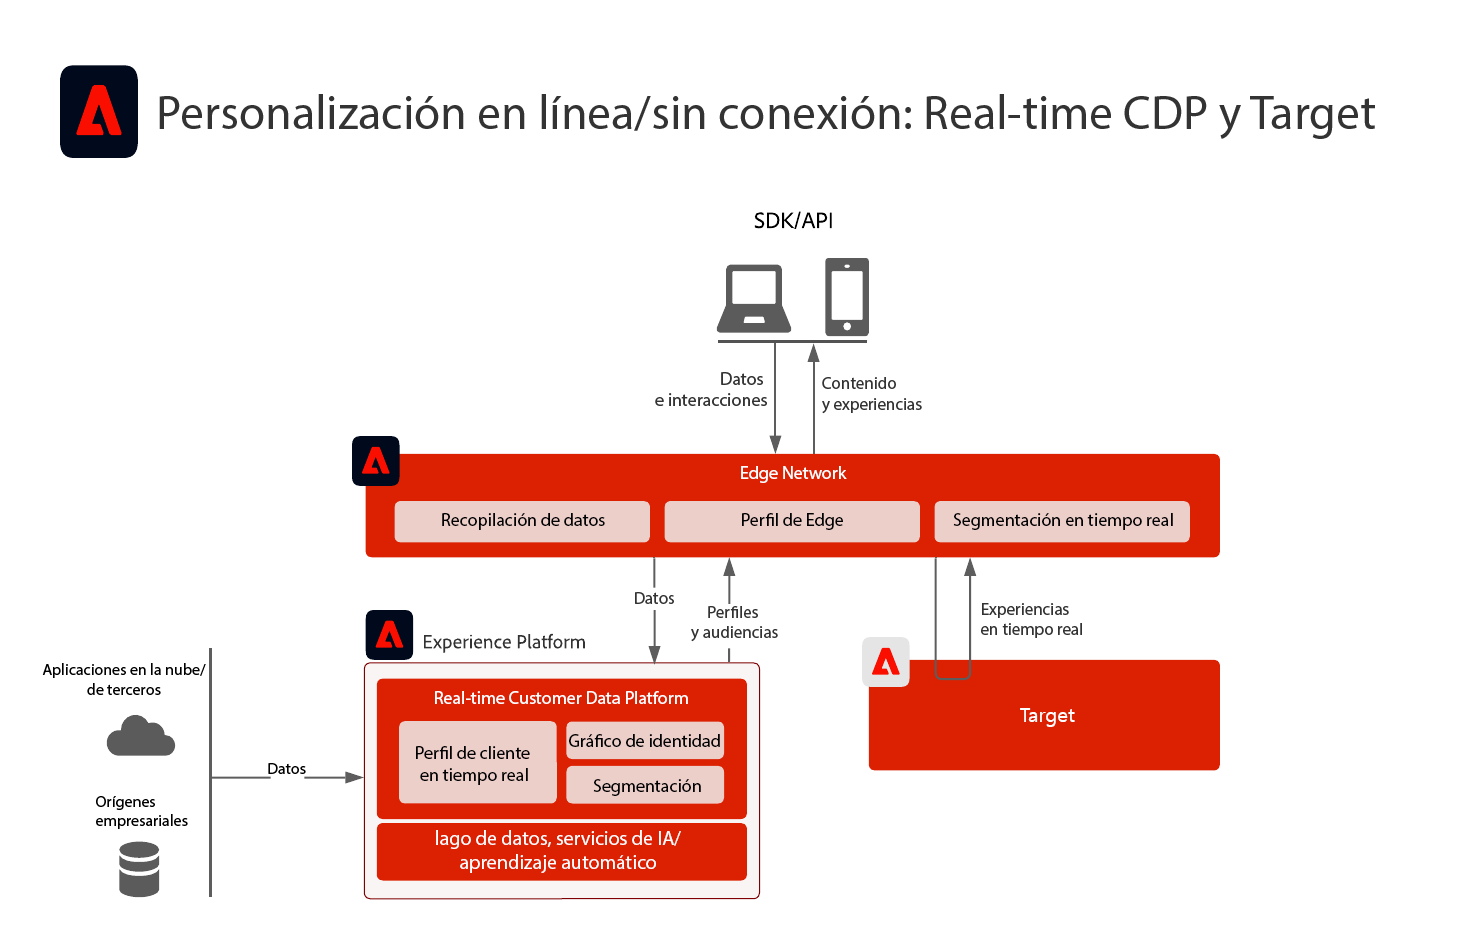 Personalización en línea/sin conexión: Real-time CDP y Target
SDK/API
Datos
e interacciones
Contenido
y experiencias
Edge Network
Recopilación de datos
Perfil de Edge
Segmentación en tiempo real
Datos
Perfiles
y audiencias
Experiencias
en tiempo real
Experience Platform
Aplicaciones en la nube/
de terceros
Real-time Customer Data Platform
Perfil de cliente
en tiempo real
Gráfico de identidad
Segmentación
Target
Datos
Orígenes
empresariales
lago de datos, servicios de IA/
aprendizaje automático